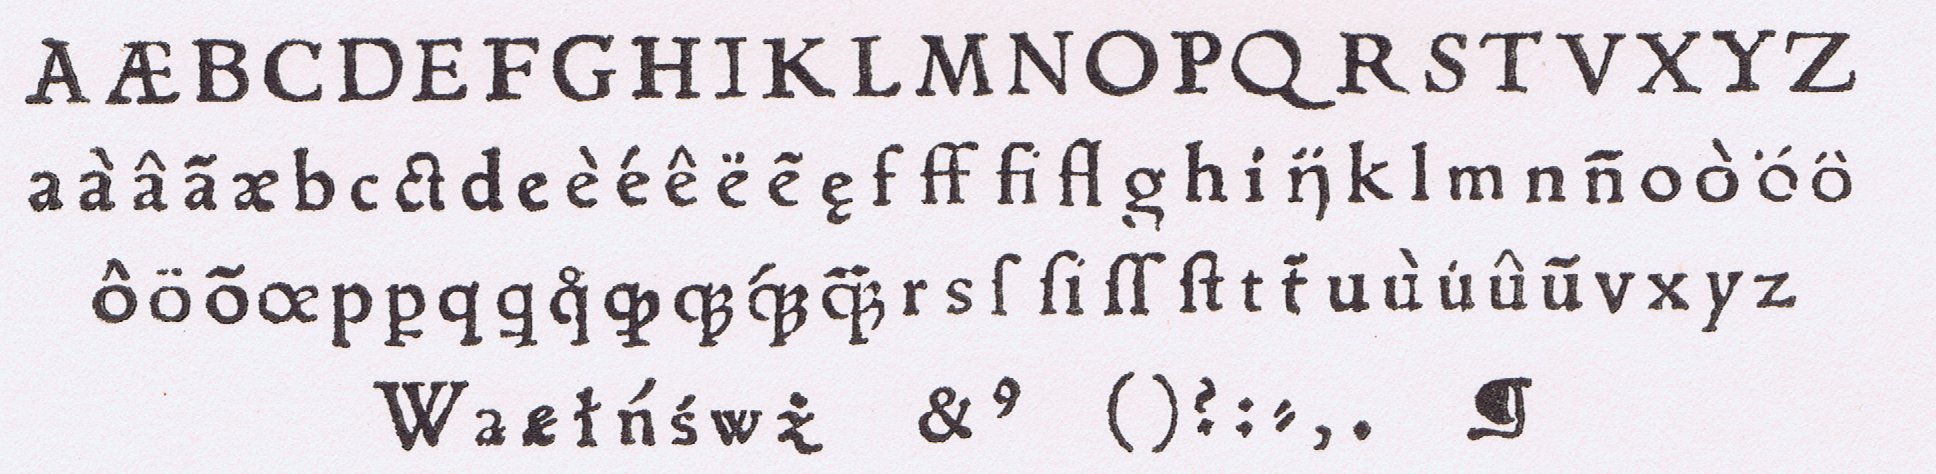 A Æ B C D E F G H I K L M N O P Q R S T V X Y Z
a à â ã æ b c ct d e è é ê ë ẽ ę f ff fi fl g h i k l m n ñ o ò ó ö
ô ö õ œ p ꝑ q r s ſ ſi ſſ ſt t u ù ú û ũ v x y z
W a ł ń ś w & ꝰ ( ) ? : , . ¶